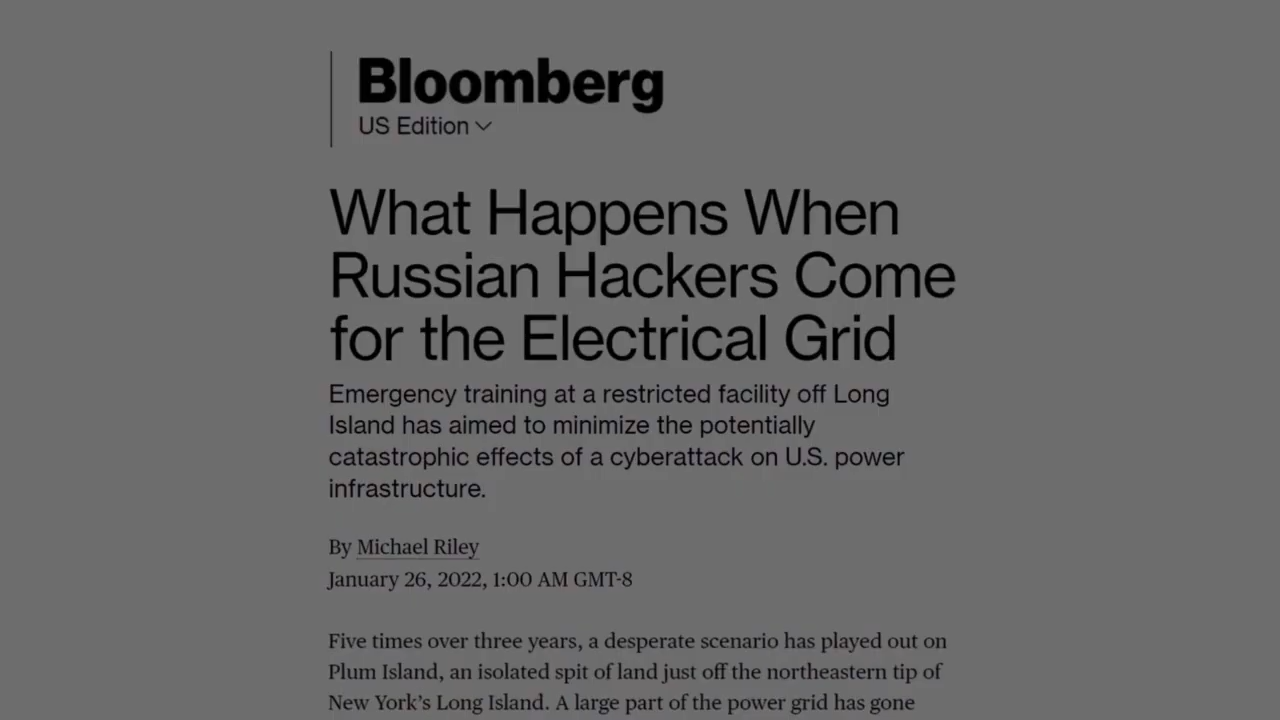 Bloomberg
US Edition
What Happens When
Russian Hackers Come
for the Electrical Grid
Emergency training at a restricted facility off Long
Island has aimed to minimize the potentially
catastrophic effects of a cyberattack on U.S. power
infrastructure.
By Michael Riley
January 26, 2022, 1:00 AM GMT-8
Five times over three years, a desperate scenario has played out on
Plum Island, an isolated spit of land just off the northeastern tip of
New York’s Long Island. A large part of the power grid has gone